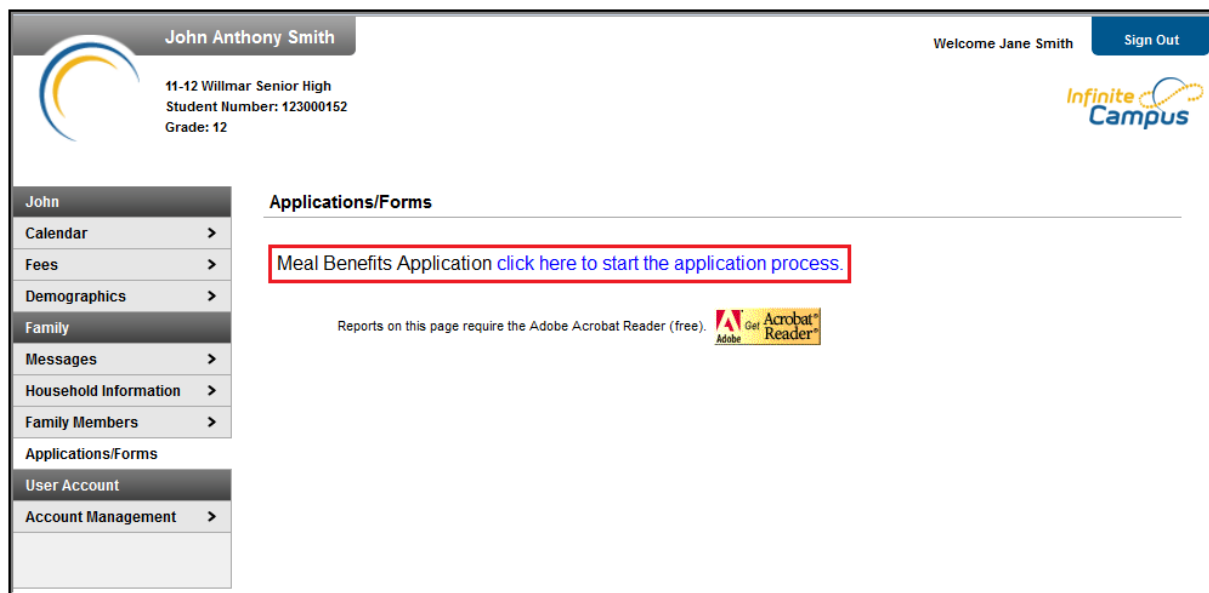 John Anthony Smith
Welcome Jane Smith
Sign Out
11-12 Willmar Senior High
Student Number: 123000152
Grade: 12
Infinite
Campus
John
Calendar >
Fees >
Demographics >
Family
Messages >
Household Information >
Family Members >
Applications/Forms
User Account
Account Management >
Applications/Forms
Meal Benefits Application click here to start the application process.
Reports on this page require the Adobe Acrobat Reader (free).
Adobe
Get Acrobat®
Reader®